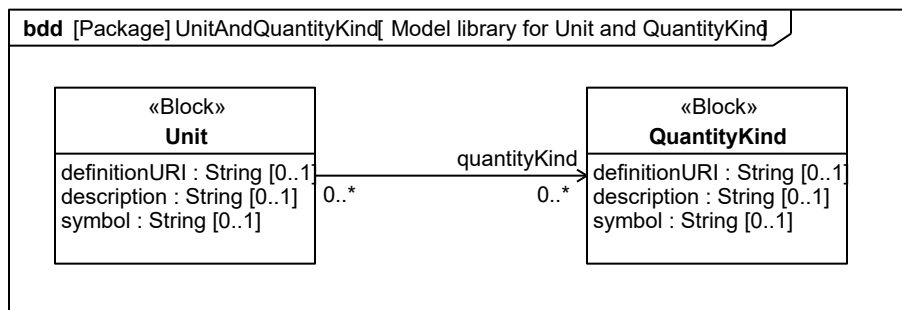 bdd [Package] UnitAndQuantityKind[ Model library for Unit and QuantityKind]
«Block»
Unit
definitionURI : String [0..1]
description : String [0..1]
symbol : String [0..1]
quantityKind
0..*
0..*
«Block»
QuantityKind
definitionURI : String [0..1]
description : String [0..1]
symbol : String [0..1]